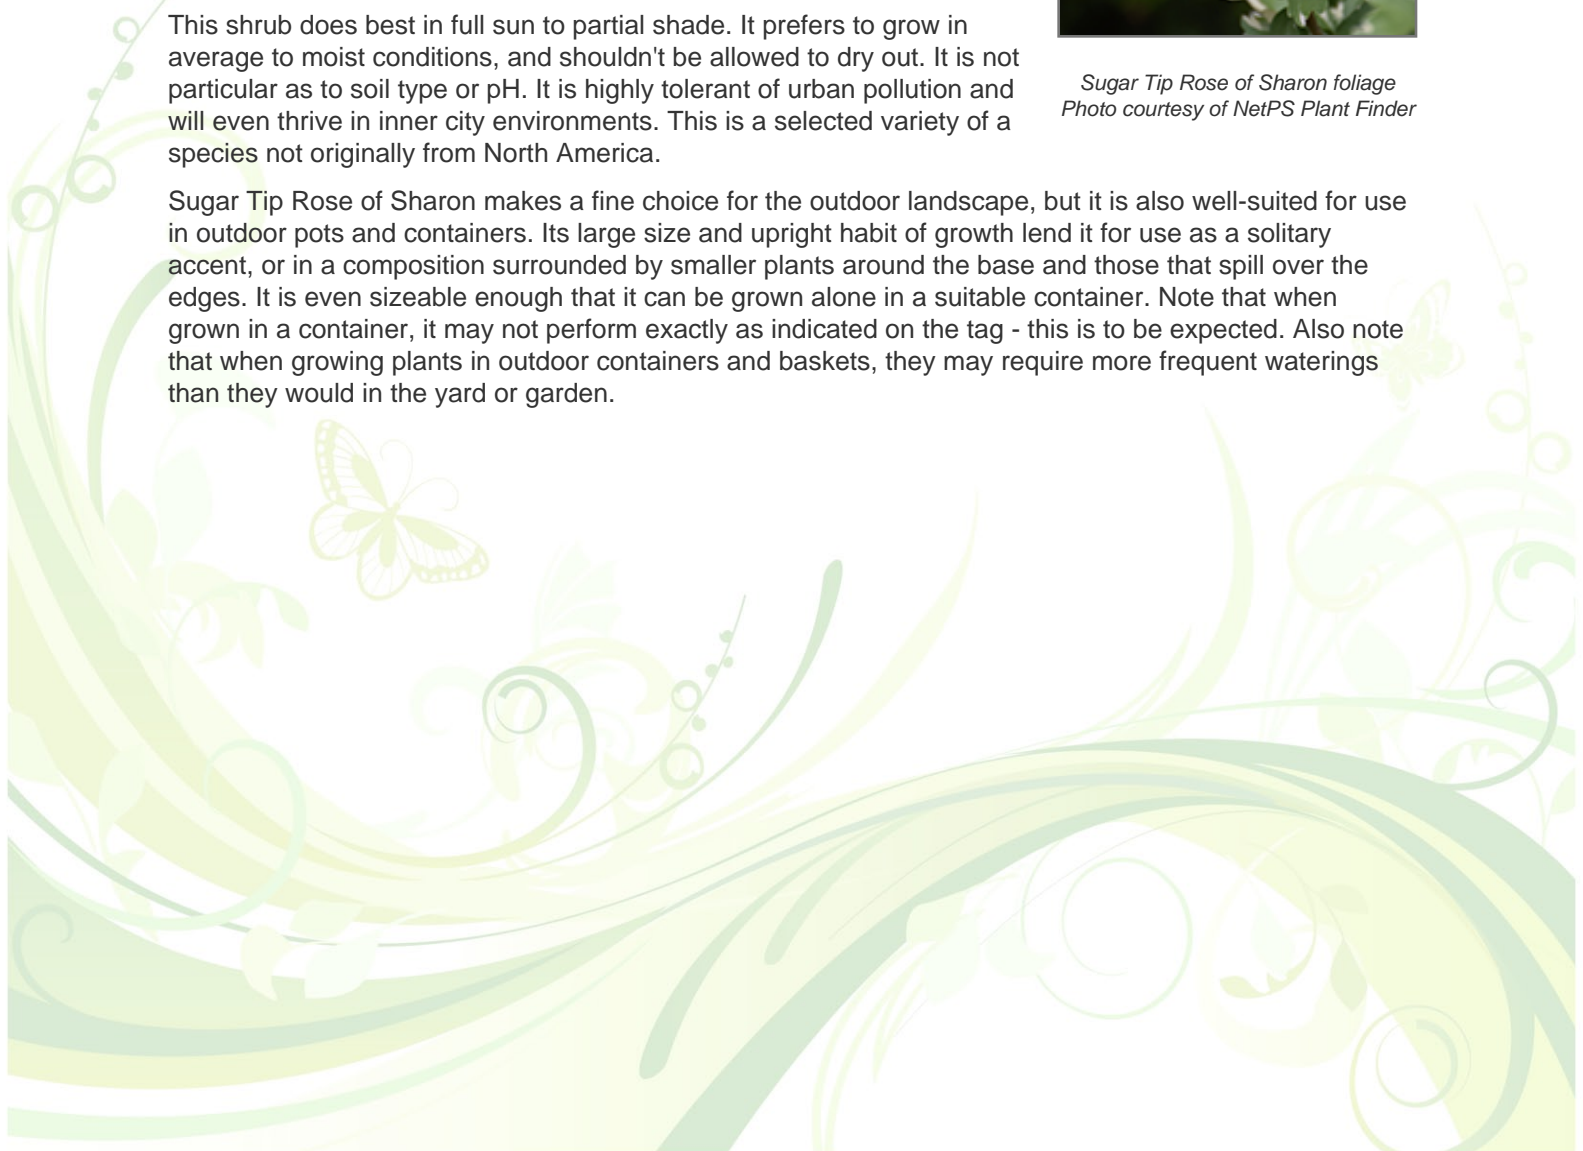 This shrub does best in full sun to partial shade. It prefers to grow in
average to moist conditions, and shouldn't be allowed to dry out. It is not
particular as to soil type or pH. It is highly tolerant of urban pollution and
will even thrive in inner city environments. This is a selected variety of a
species not originally from North America.
Sugar Tip Rose of Sharon foliage
Photo courtesy of NetPS Plant Finder
Sugar Tip Rose of Sharon makes a fine choice for the outdoor landscape, but it is also well-suited for use
in outdoor pots and containers. Its large size and upright habit of growth lend it for use as a solitary
accent, or in a composition surrounded by smaller plants around the base and those that spill over the
edges. It is even sizeable enough that it can be grown alone in a suitable container. Note that when
grown in a container, it may not perform exactly as indicated on the tag - this is to be expected. Also note
that when growing plants in outdoor containers and baskets, they may require more frequent waterings
than they would in the yard or garden.